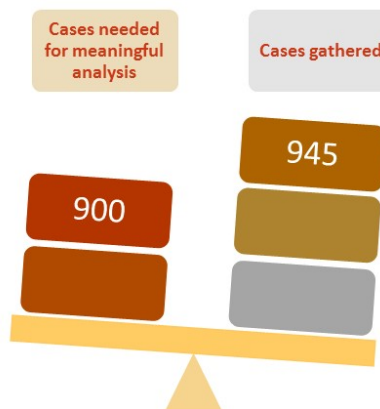 Cases needed
for meaningful
analysis
Cases gathered
900
945